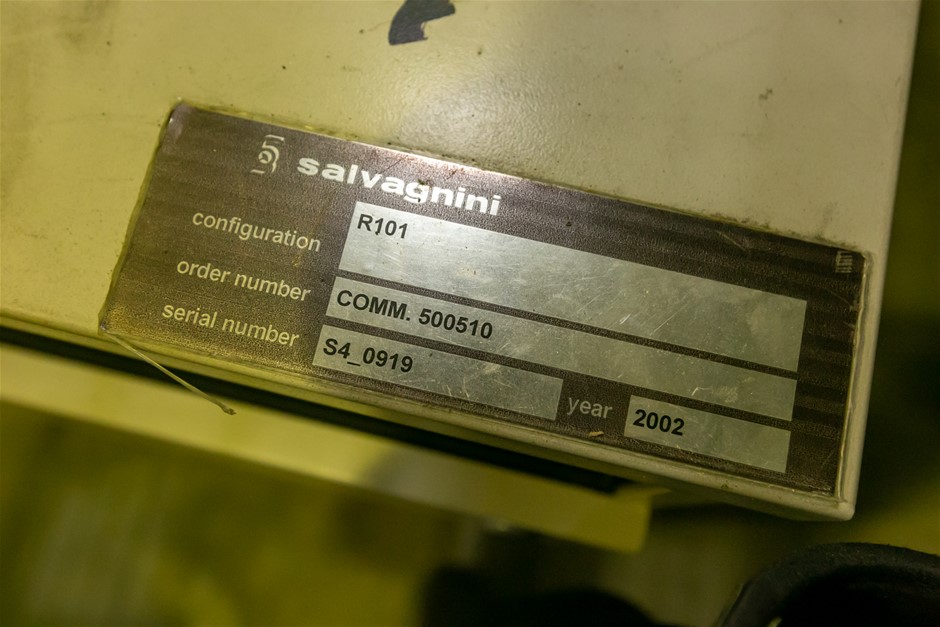 salvagnini
configuration R101
order number COMM. 500510
serial number S4_0919 year 2002